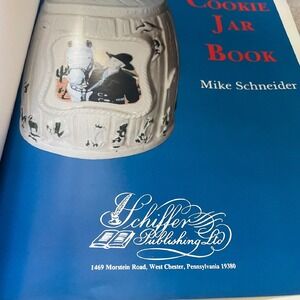 COOKIE
JAR
BOOK
Mike Schneider
Schiffer
Publishing Ltd
1469 Morstein Road, West Chester, Pennsylvania 19380